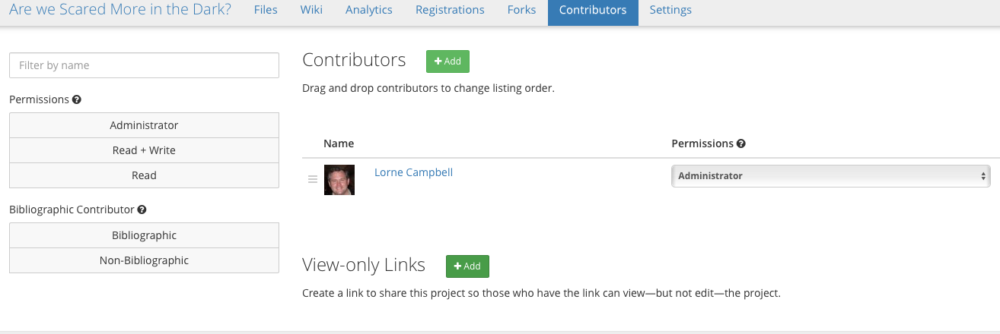 Are we Scared More in the Dark? Files Wiki Analytics Registrations Forks Contributors Settings
Filter by name
Permissions
Administrator
Read + Write
Read
Bibliographic Contributor
Bibliographic
Non-Bibliographic
Contributors + Add
Drag and drop contributors to change listing order.
Name Permissions
Lorne Campbell Administrator
View-only Links + Add
Create a link to share this project so those who have the link can view—but not edit—the project.